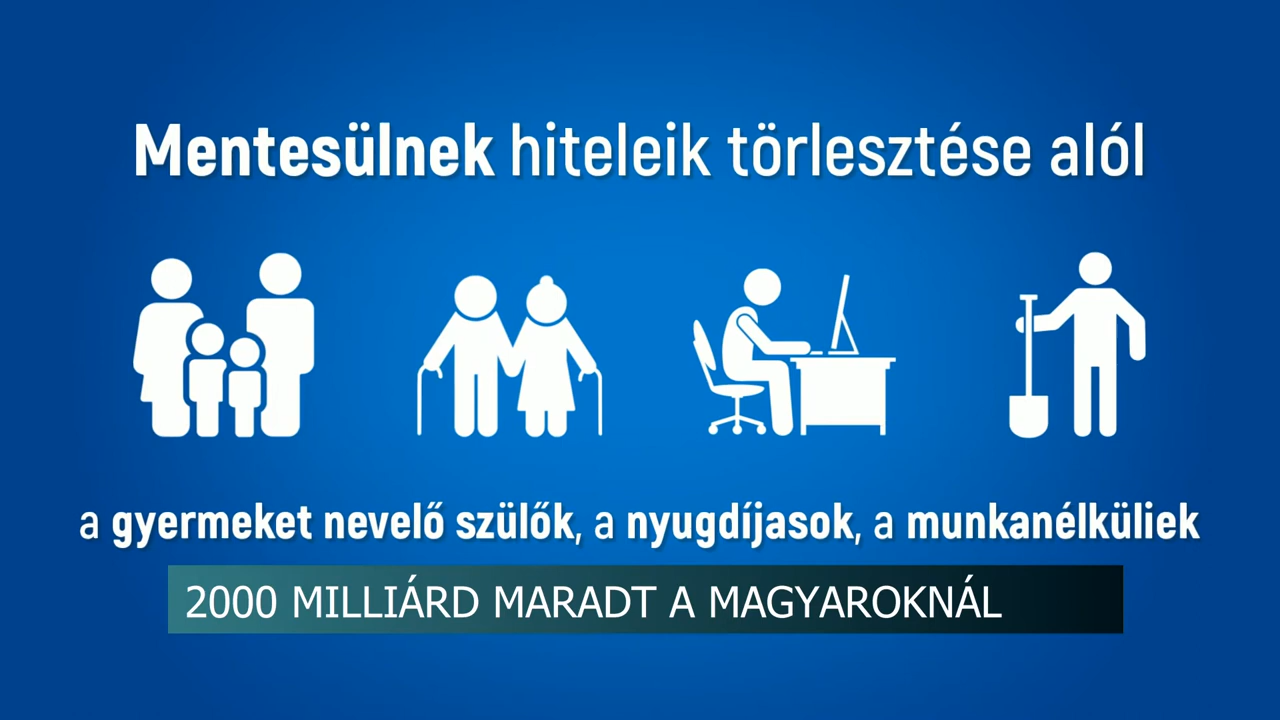 Mentesülnek hiteleik törlesztése alól
a gyermeket nevelő szülők, a nyugdíjasok, a munkanélküliek
2000 MILLIÁRD MARADT A MAGYAROKNÁL